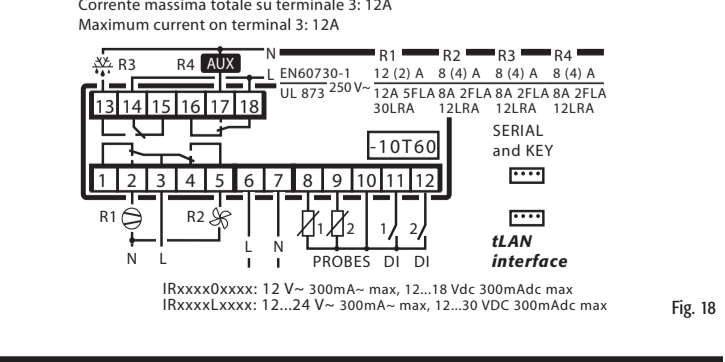 Corrente massima totale su terminale 3: 12A
Maximum current on terminal 3: 12A
N R1 R2 R3 R4
R3 R4 AUX
L EN60730-1 250 V~ 12 (2) A 8 (4) A 8 (4) A 8 (4) A
UL 873 12A 5FLA 8A 2FLA 8A 2FLA 8A 2FLA
30LRA 12LRA 12LRA 12LRA
13 14 15 16 17 18
SERIAL
and KEY
-10T60
1 2 3 4 5 6 7 8 9 10 11 12
R1 R2 1 2 1 2
N L L N
tLAN
PROBES DI DI interface
IRxxxx0xxxx: 12 V~ 300mA~ max, 12...18 Vdc 300mAdc max
IRxxxxLxxxx: 12...24 V~ 300mA~ max, 12...30 VDC 300mAdc max
Fig. 18